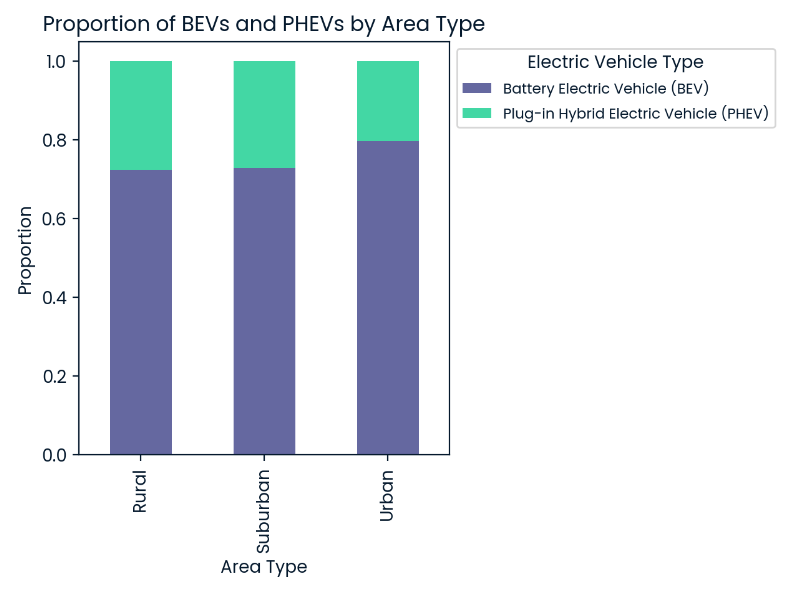 Proportion of BEVs and PHEVs by Area Type
Electric Vehicle Type
Battery Electric Vehicle (BEV)
Plug-in Hybrid Electric Vehicle (PHEV)
Proportion
1.0
0.8
0.6
0.4
0.2
0.0
Rural
Suburban
Urban
Area Type